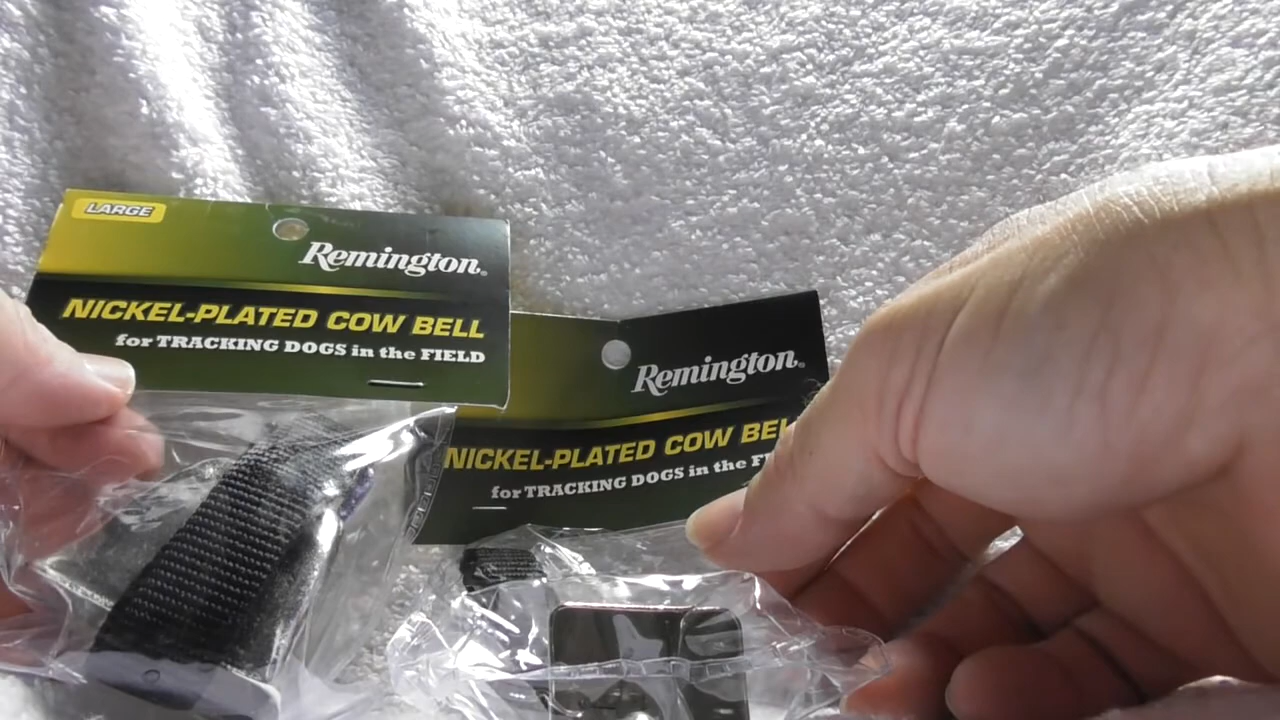 LARGE
Remington®
NICKEL-PLATED COW BELL
for TRACKING DOGS in the FIELD
Remington®
NICKEL-PLATED COW BEL
for TRACKING DOGS in the FI